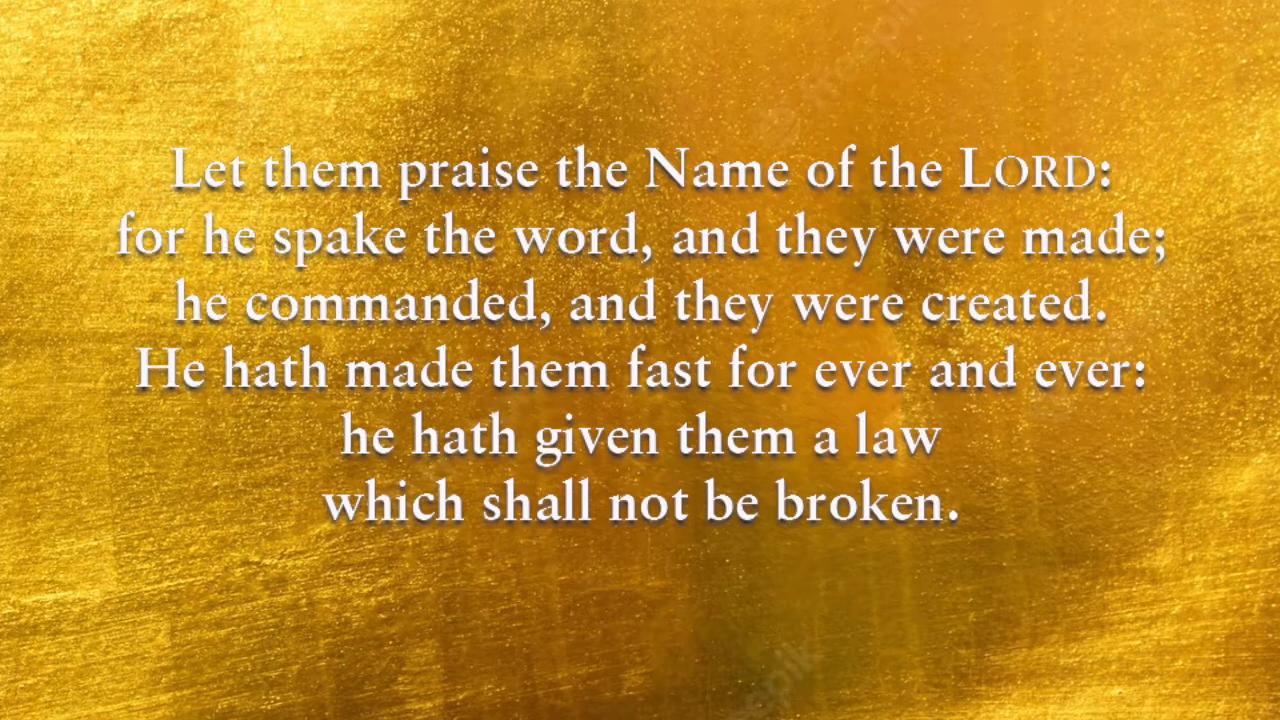 Let them praise the Name of the LORD:
for he spake the word, and they were made;
he commanded, and they were created.
He hath made them fast for ever and ever:
he hath given them a law
which shall not be broken.